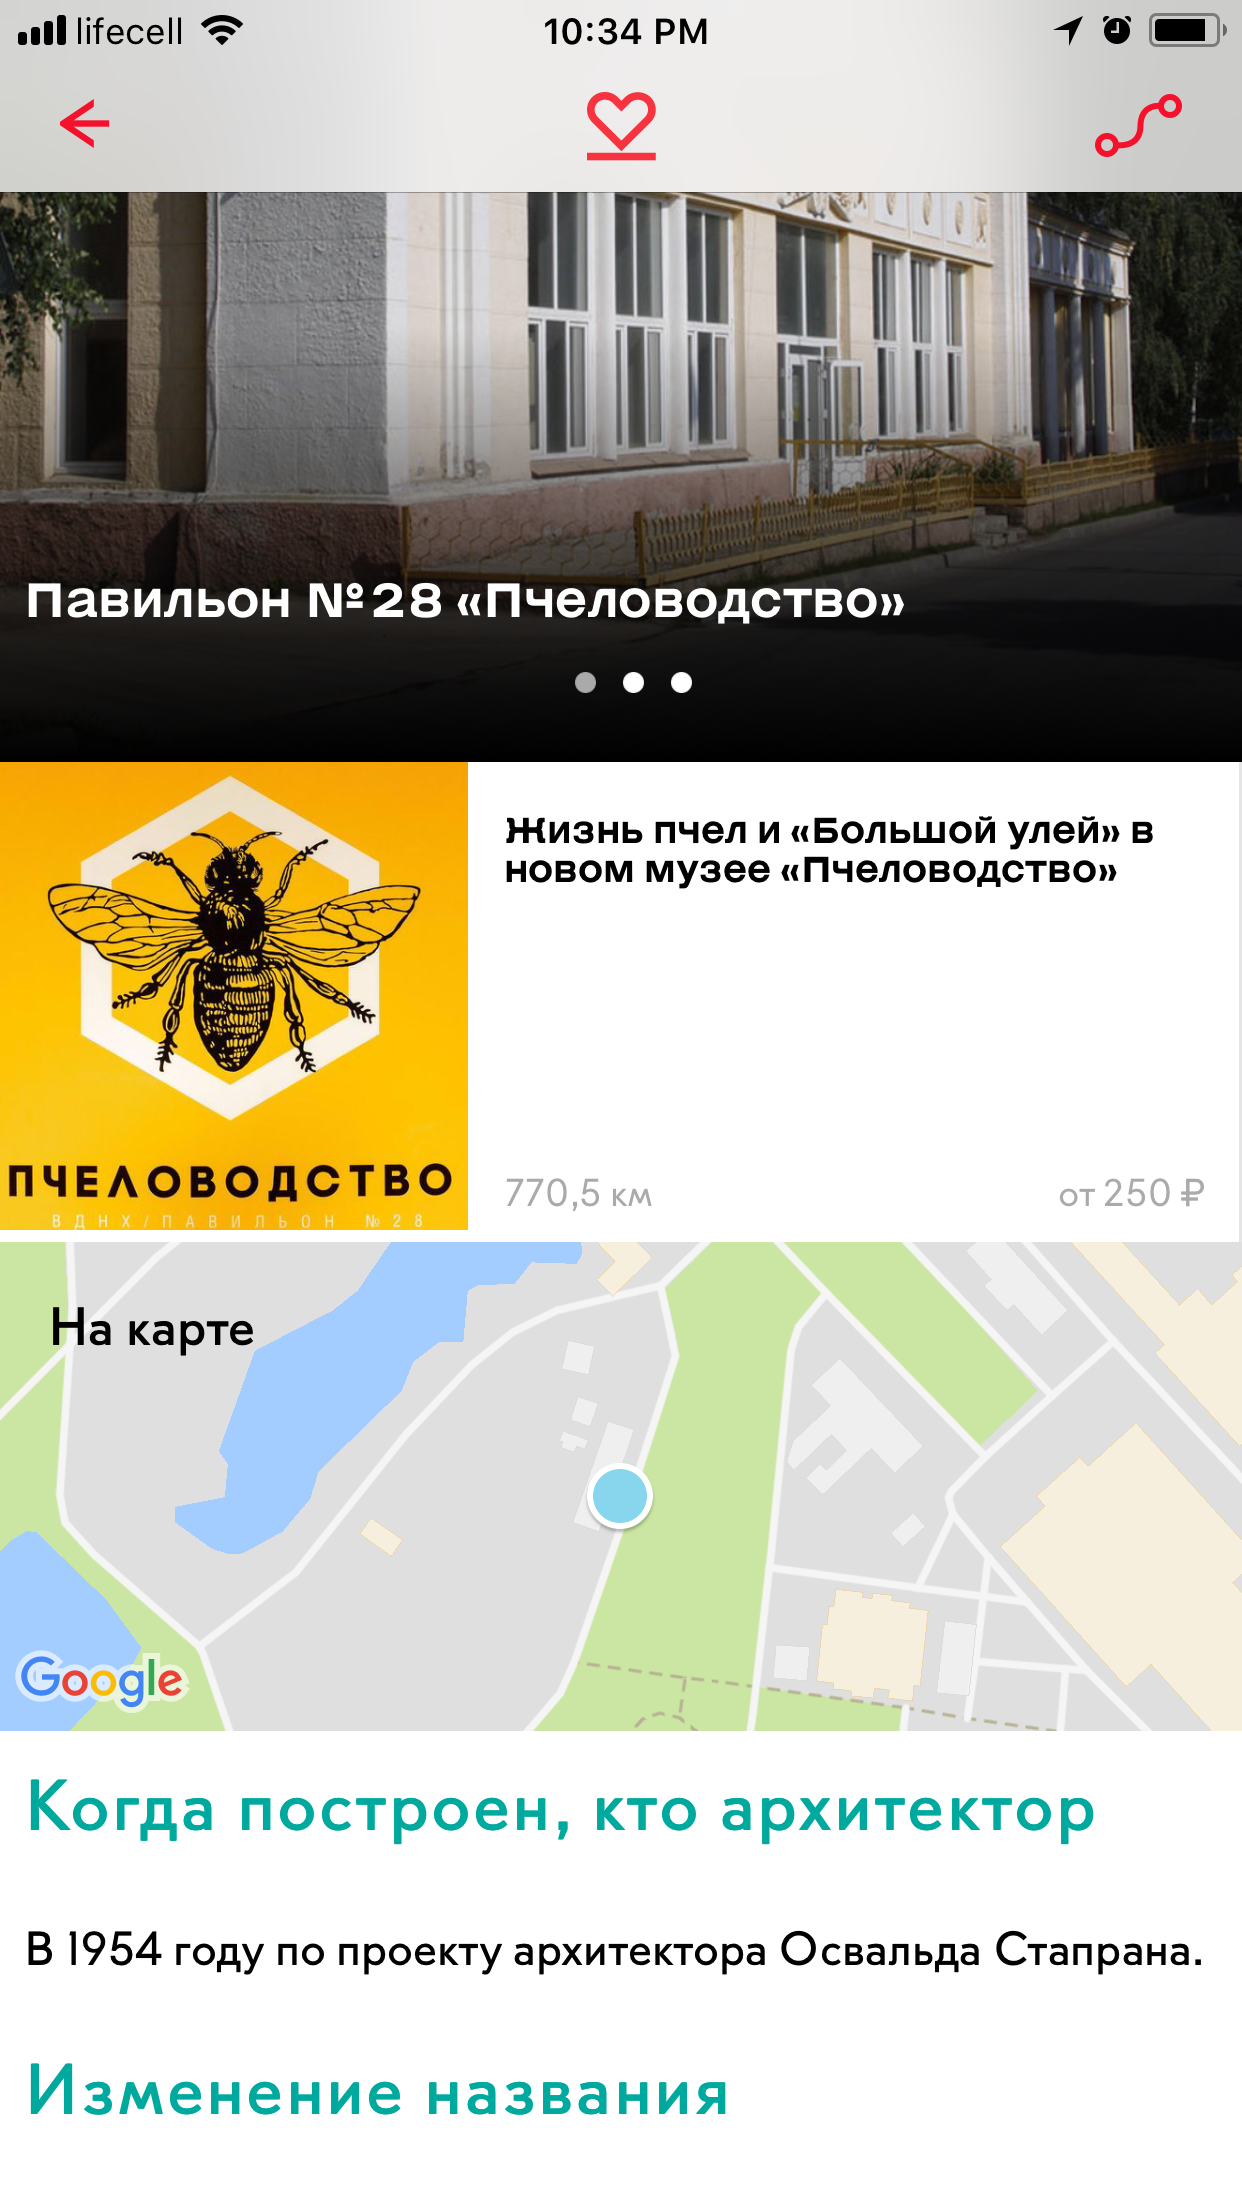 lifecell
10:34 PM
Павильон №28 «Пчеловодство»
Жизнь пчел и «Большой улей» в
новом музее «Пчеловодство»
ПЧЕЛОВОДСТВО
ВДНХ/ПАВИЛЬОН №28
770,5 км
от 250 ₽
На карте
Google
Когда построен, кто архитектор
В 1954 году по проекту архитектора Освальда Стапрана.
Изменение названия